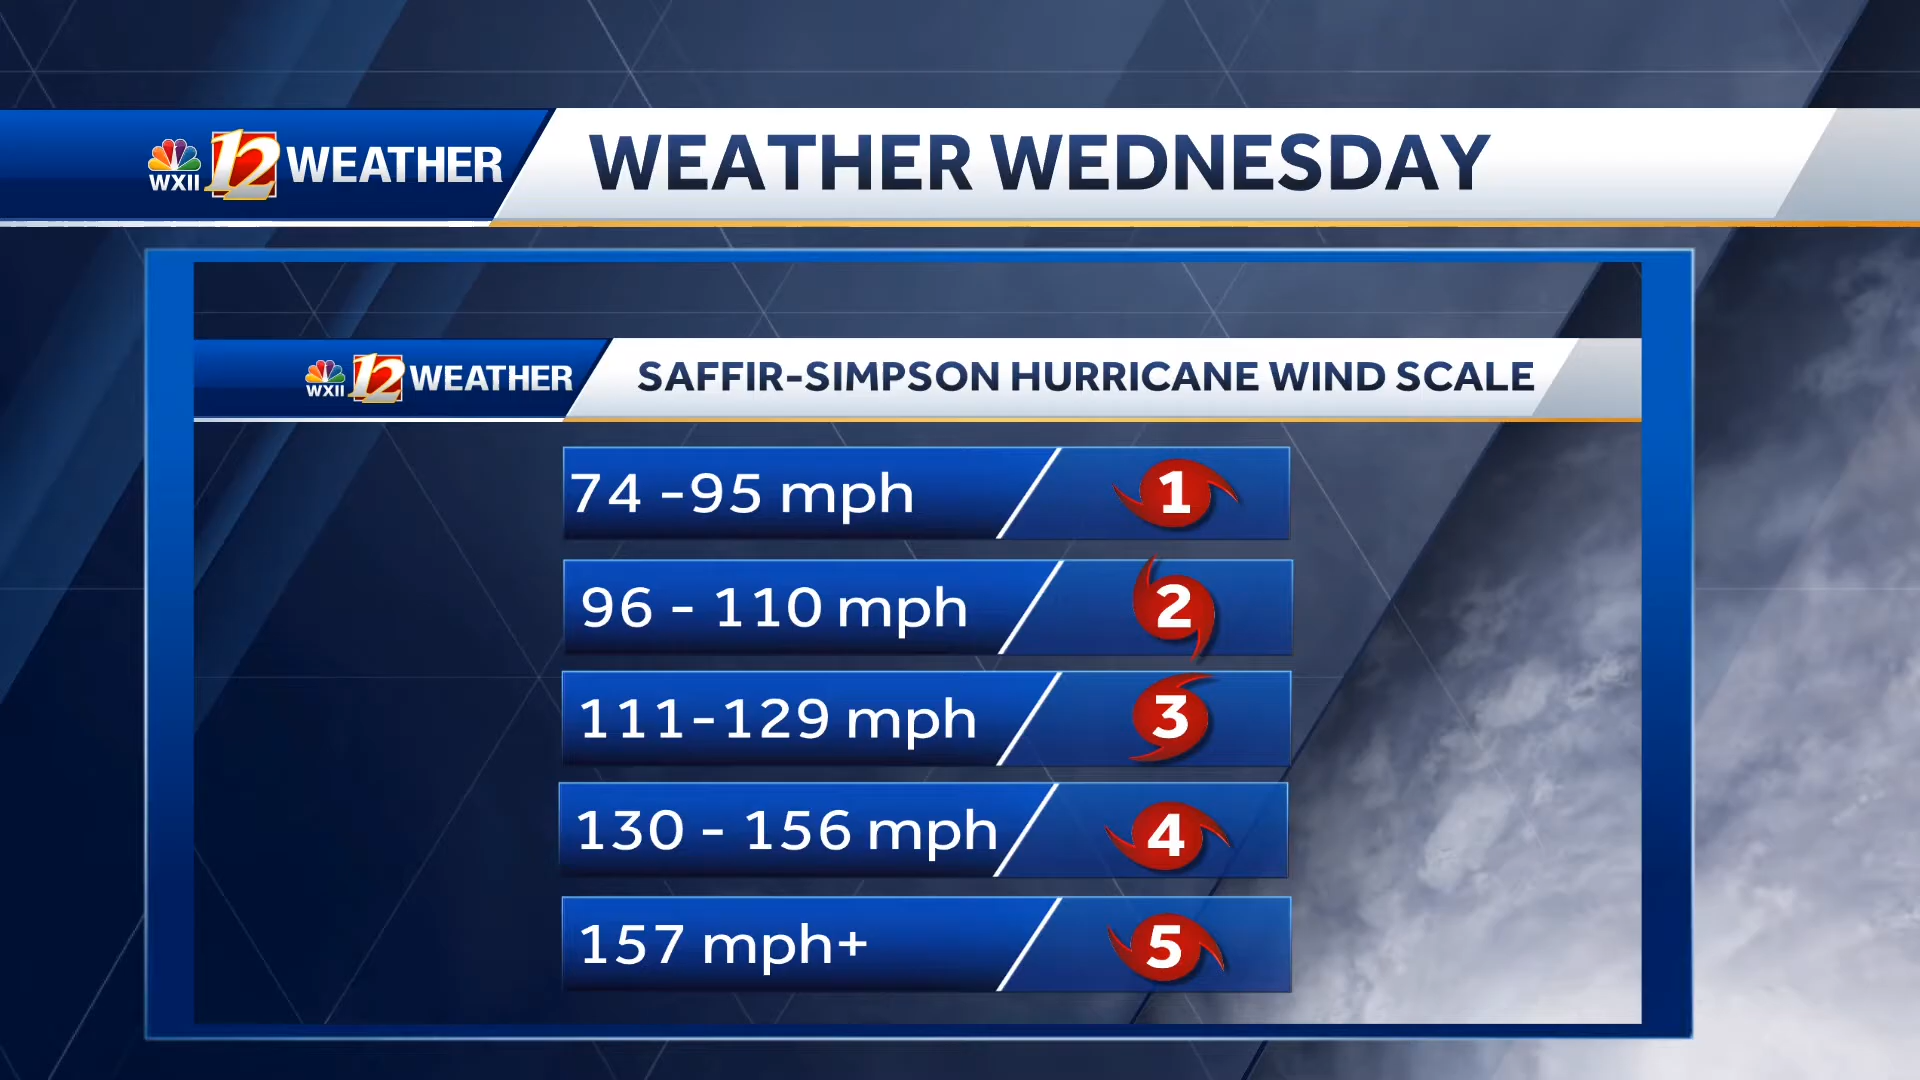 WXII 12 WEATHER
WEATHER WEDNESDAY
WXII 12 WEATHER
SAFFIR-SIMPSON HURRICANE WIND SCALE
74 -95 mph 1
96 - 110 mph 2
111-129 mph 3
130 - 156 mph 4
157 mph+ 5